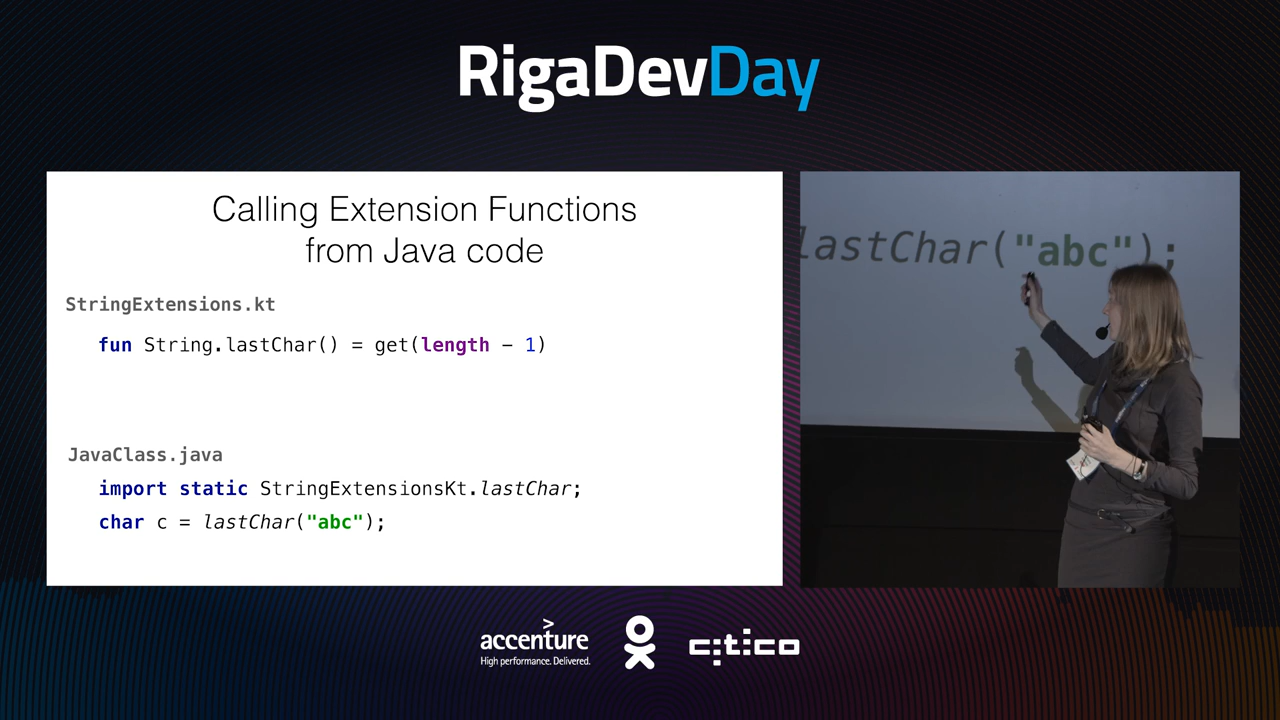 RigaDevDay
Calling Extension Functions
from Java code
StringExtensions.kt
fun String.lastChar() = get(length - 1)
JavaClass.java
import static StringExtensionsKt.lastChar;
char c = lastChar("abc");
lastChar("abc");
accenture
High performance. Delivered.
citico